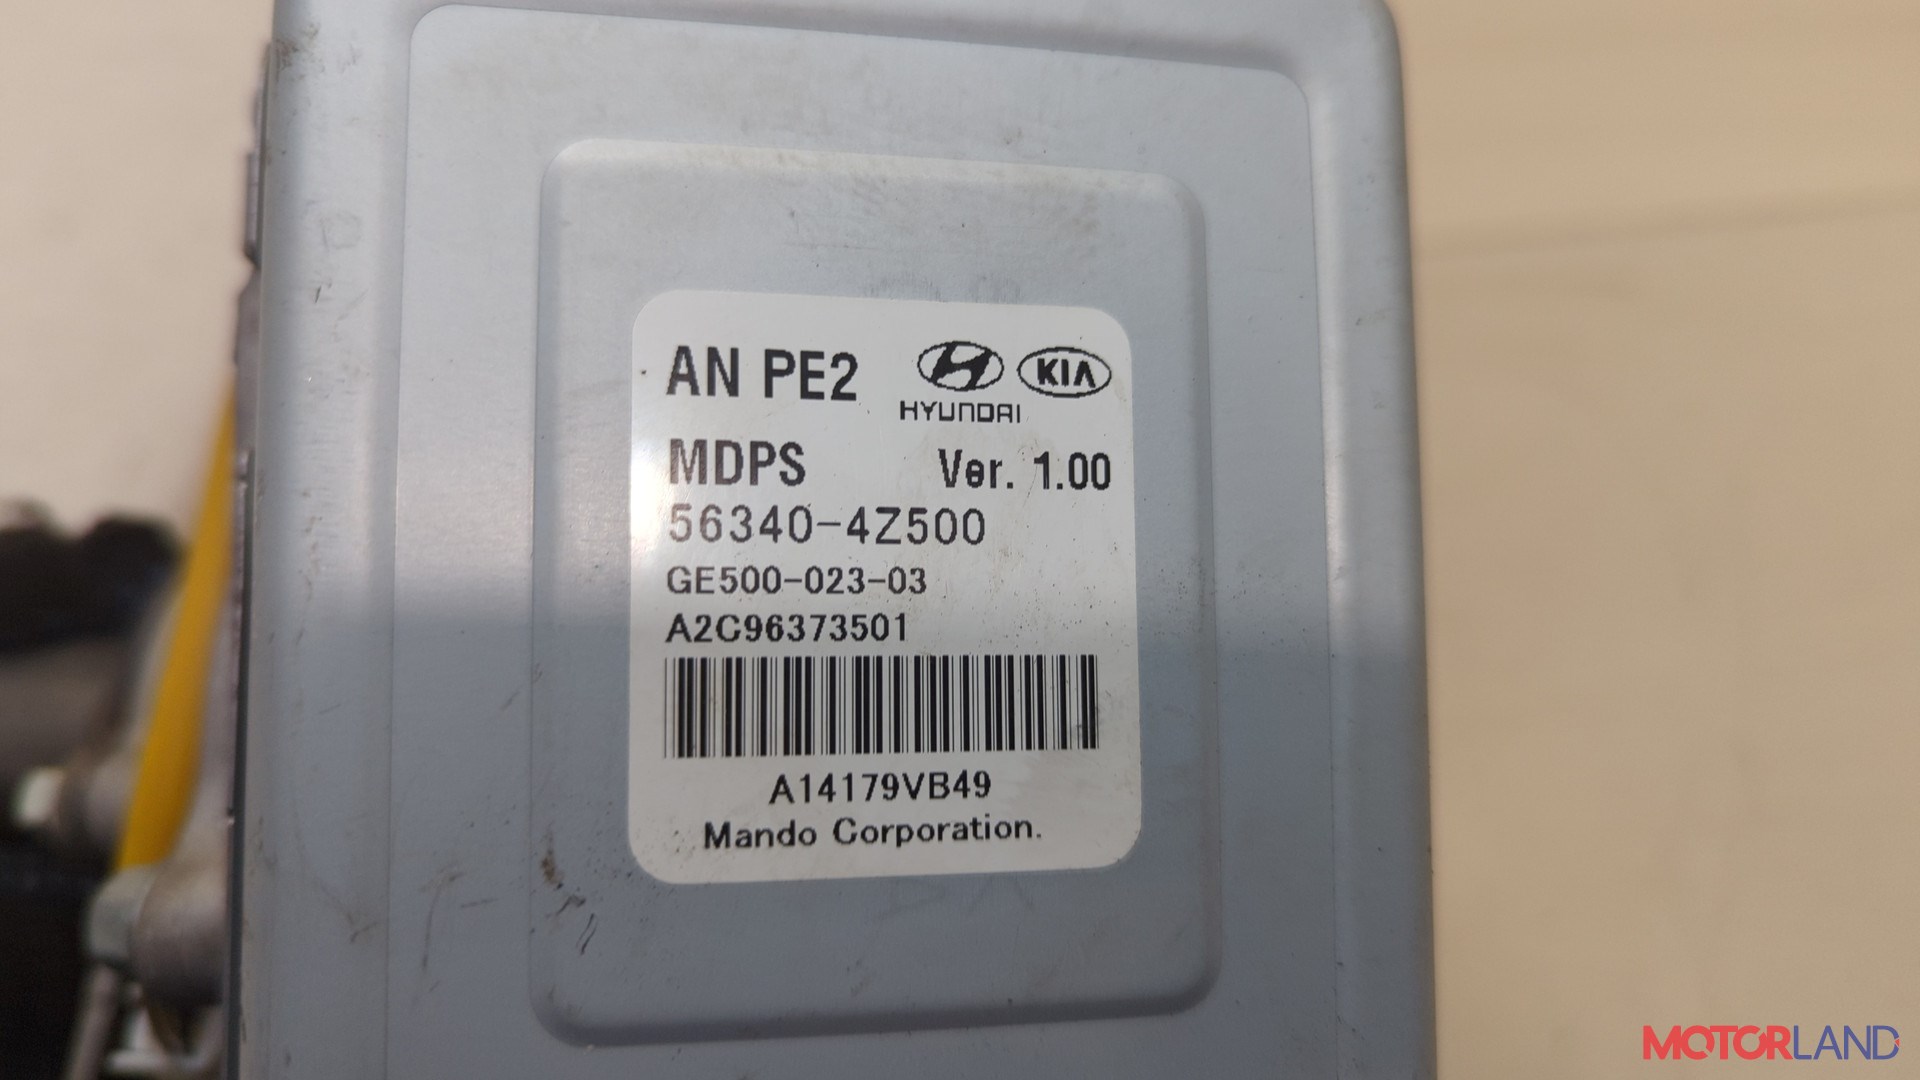 AN PE2
HYUNDAI
KIA
MDPS Ver. 1.00
56340-4Z500
GE500-023-03
A2C96373501
A14179VB49
Mando Corporation.
MOTORLAND